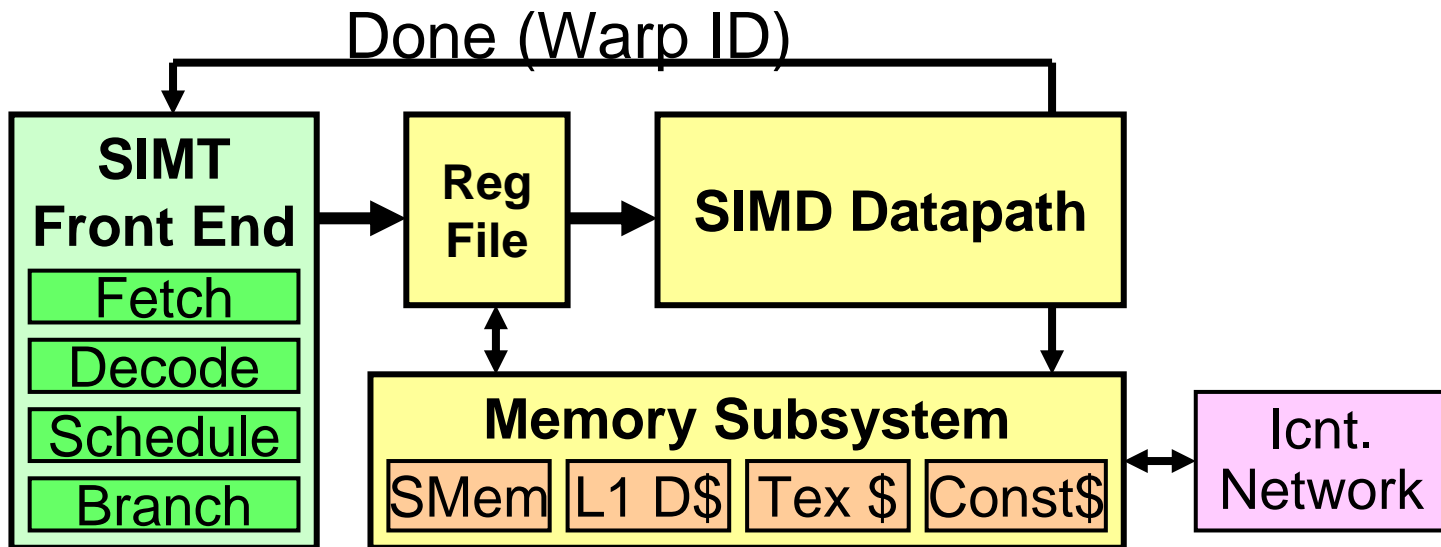 Done (Warp ID)
SIMT
Front End
Fetch
Decode
Schedule
Branch
Reg
File
SIMD Datapath
Memory Subsystem
SMem
L1 D$
Tex $
Const$
Icnt.
Network